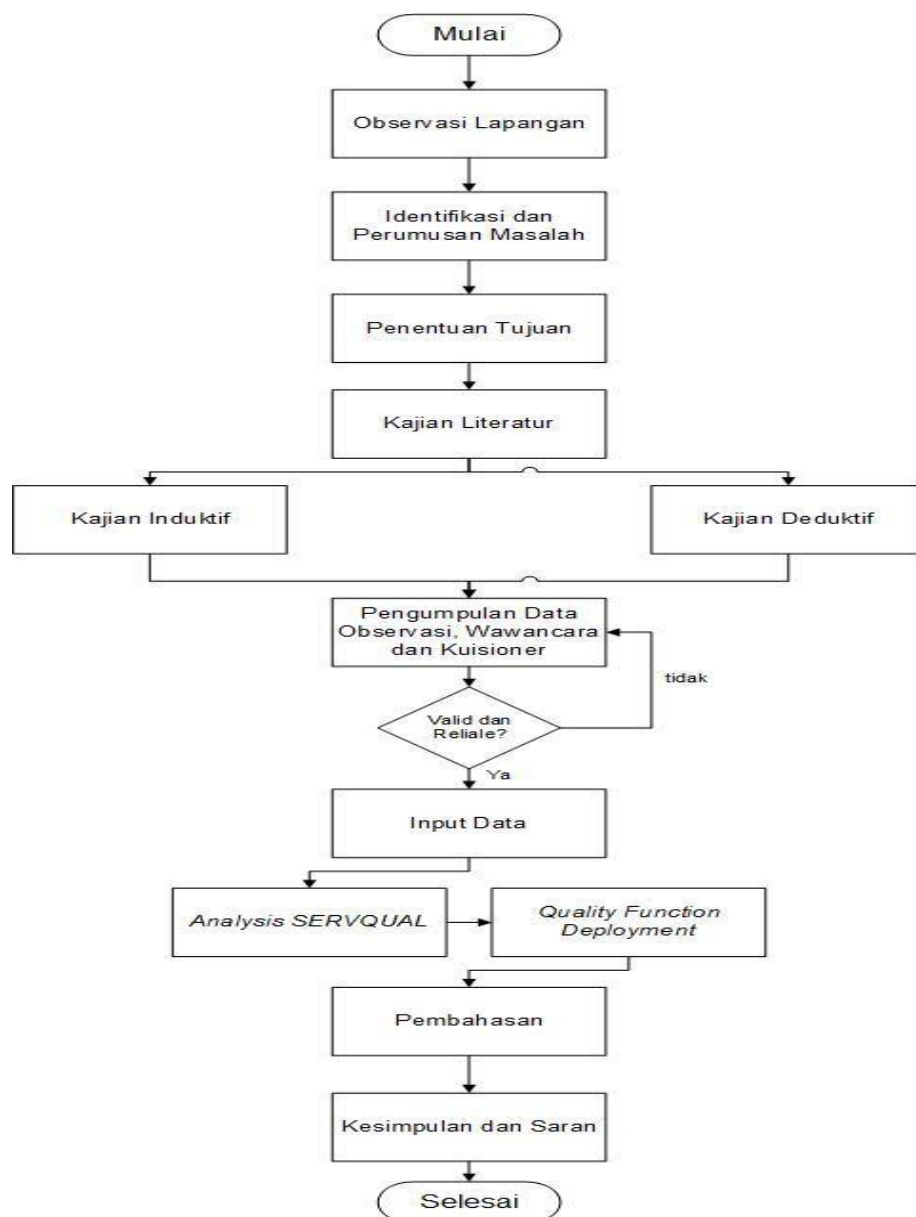 Mulai
Observasi Lapangan
Identifikasi dan
Perumusan Masalah
Penentuan Tujuan
Kajian Literatur
Kajian Induktif
Kajian Deduktif
Pengumpulan Data
Observasi, Wawancara
dan Kuisioner
tidak
Valid dan
Reliale?
Ya
Input Data
Analysis SERVQUAL
Quality Function
Deployment
Pembahasan
Kesimpulan dan Saran
Selesai